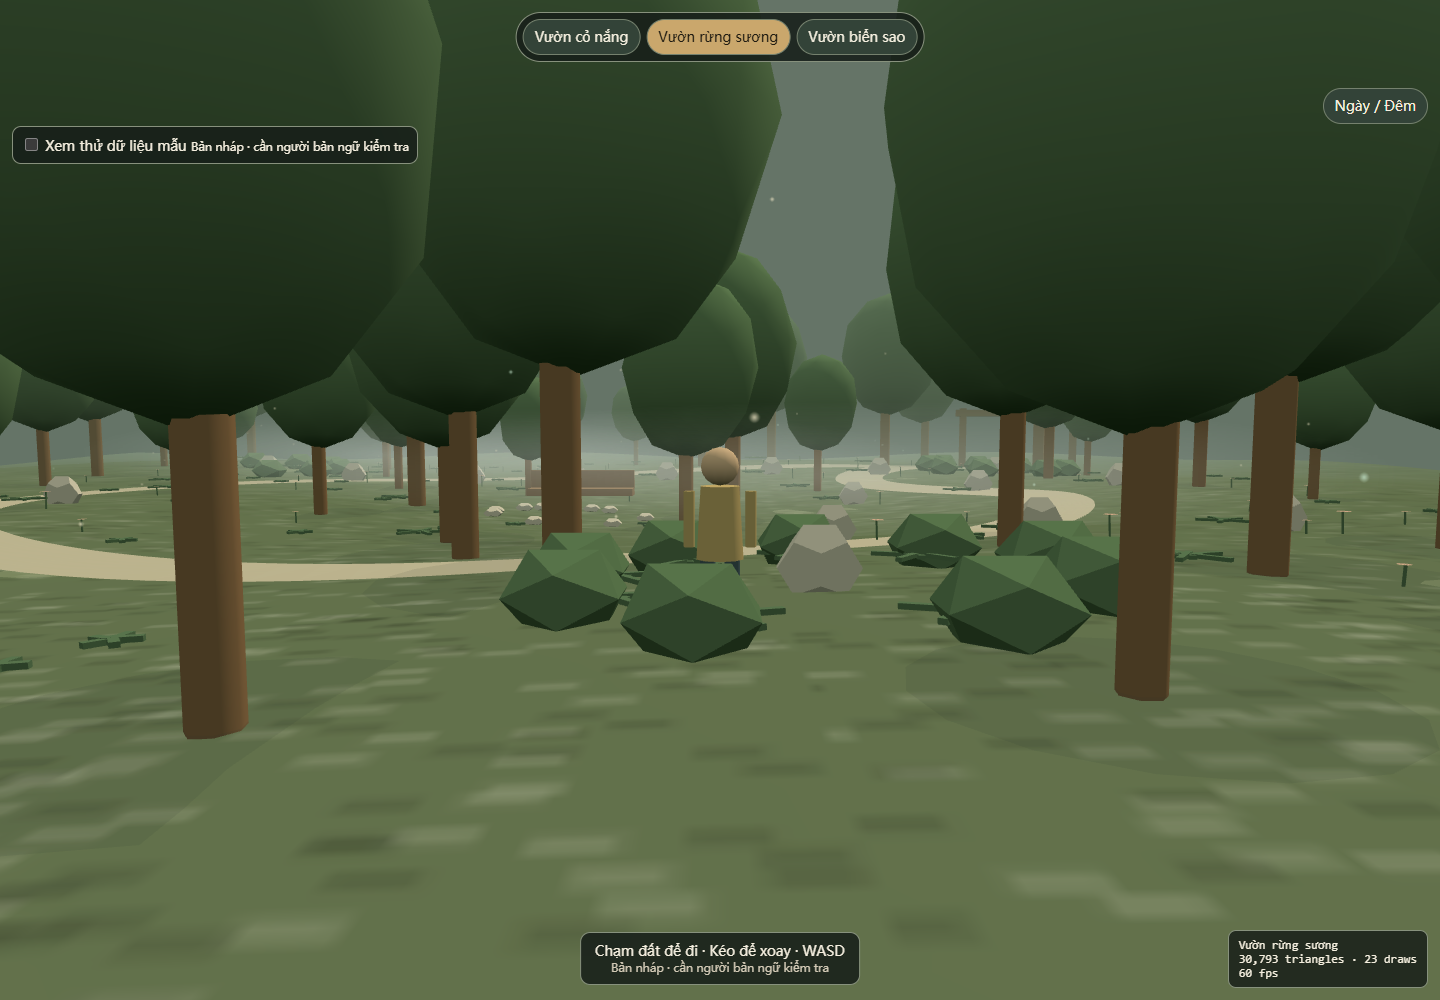 Vườn cỏ nắng
Vườn rừng sương
Vườn biển sao
Ngày / Đêm
Xem thử dữ liệu mẫu Bản nháp · cần người bản ngữ kiểm tra
Chạm đất để đi · Kéo để xoay · WASD
Bản nháp · cần người bản ngữ kiểm tra
Vườn rừng sương
30,793 triangles · 23 draws
60 fps